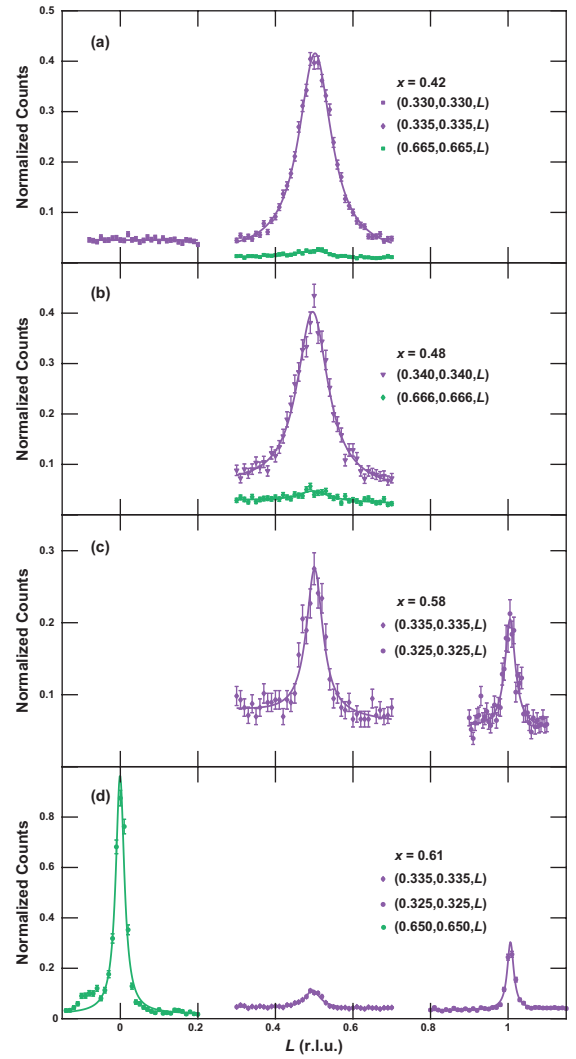 0.5
(a)
0.4
x = 0.42
(0.330,0.330,L)
0.3
(0.335,0.335,L)
(0.665,0.665,L)
0.2
0.1
Normalized Counts
(b)
0.4
x = 0.48
(0.340,0.340,L)
0.3
(0.666,0.666,L)
0.2
0.1
Normalized Counts
(c)
0.3
x = 0.58
(0.335,0.335,L)
0.2
(0.325,0.325,L)
0.1
Normalized Counts
(d)
0.8
x = 0.61
0.6
(0.335,0.335,L)
(0.325,0.325,L)
0.4
(0.650,0.650,L)
0.2
0
Normalized Counts
0 0.2 0.4 0.6 0.8 1
L (r.l.u.)